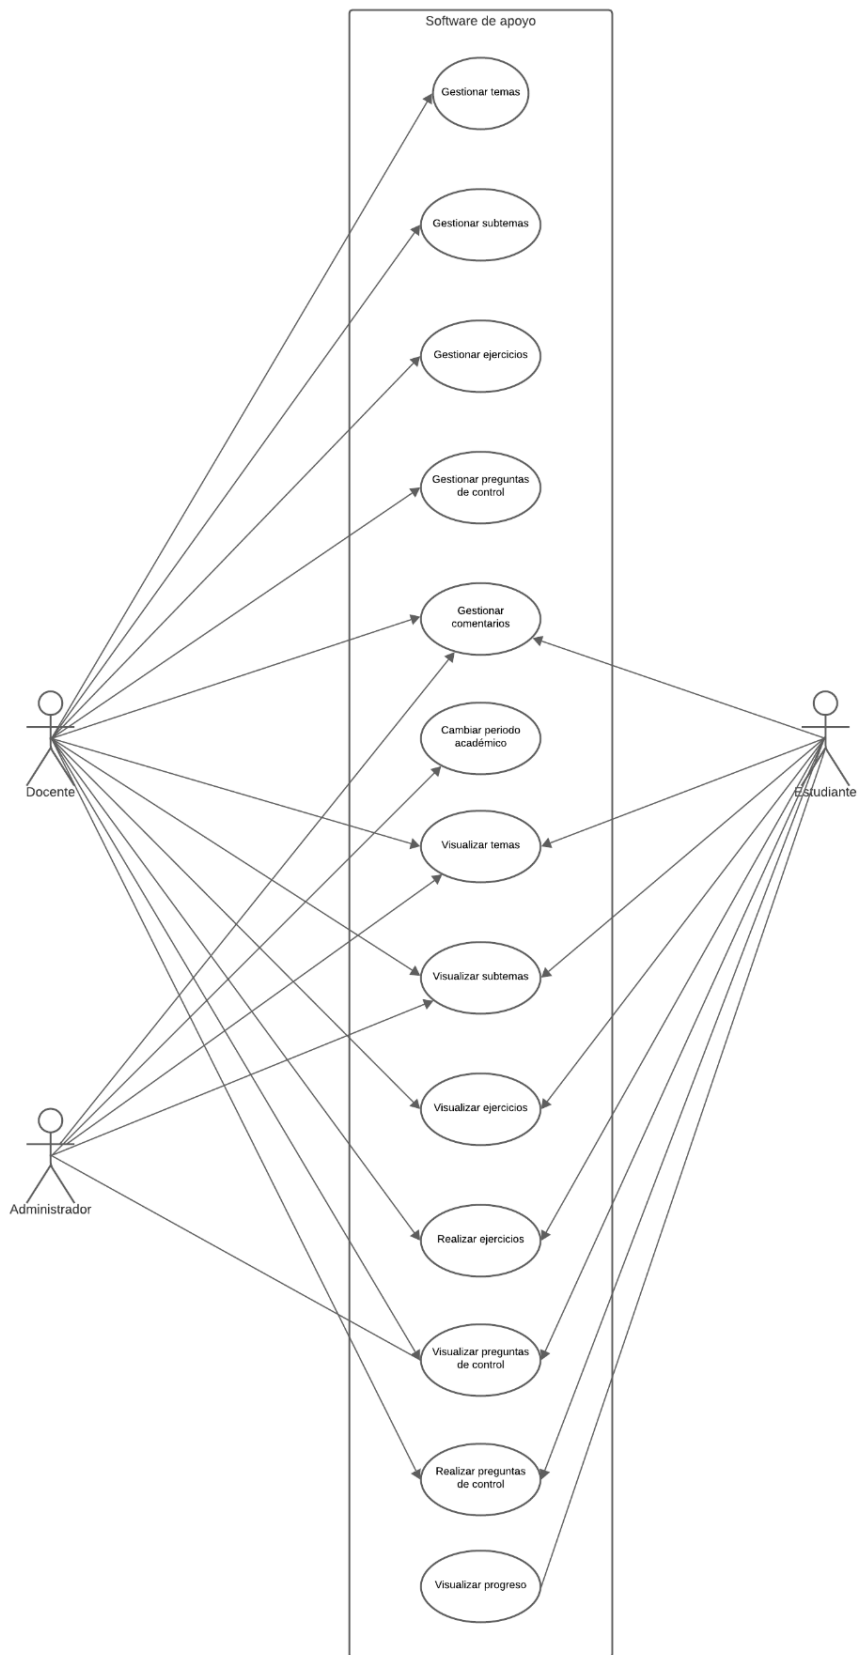 Software de apoyo
Gestionar temas
Gestionar subtemas
Gestionar ejercicios
Gestionar preguntas
de control
Gestionar
comentarios
Cambiar periodo
académico
Docente
Estudiante
Visualizar temas
Visualizar subtemas
Visualizar ejercicios
Administrador
Realizar ejercicios
Visualizar preguntas
de control
Realizar preguntas
de control
Visualizar progreso